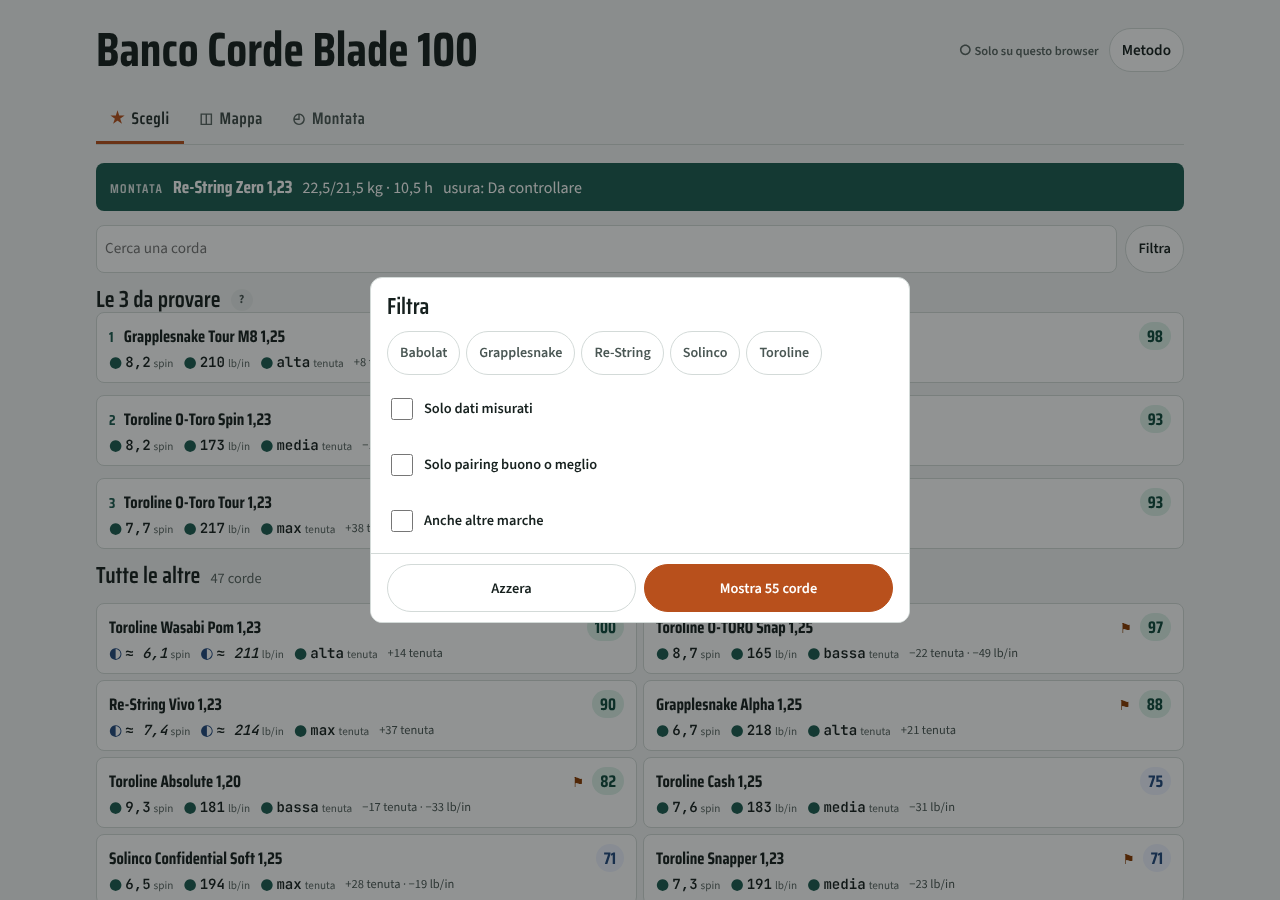 Banco Corde Blade 100
Solo su questo browser
Metodo
★ Scegli
Mappa
Montata
MONTATA Re-String Zero 1,23 22,5/21,5 kg · 10,5 h usura: Da controllare
Cerca una corda
Filtra
Le 3 da provare ?
1 Grapplesnake Tour M8 1,25
98
8,2 spin 210 lb/in alta tenuta +8
2 Toroline O-Toro Spin 1,23
93
8,2 spin 173 lb/in media tenuta
3 Toroline O-Toro Tour 1,23
93
7,7 spin 217 lb/in max tenuta +38
Filtra
Babolat
Grapplesnake
Re-String
Solinco
Toroline
Solo dati misurati
Solo pairing buono o meglio
Anche altre marche
Azzera
Mostra 55 corde
Tutte le altre 47 corde
Toroline Wasabi Pom 1,23
100
≈ 6,1 spin ≈ 211 lb/in alta tenuta +14 tenuta
Toroline O-TORO Snap 1,25
97
8,7 spin 165 lb/in bassa tenuta −22 tenuta · −49 lb/in
Re-String Vivo 1,23
90
≈ 7,4 spin ≈ 214 lb/in max tenuta +37 tenuta
Grapplesnake Alpha 1,25
88
6,7 spin 218 lb/in alta tenuta +21 tenuta
Toroline Absolute 1,20
82
9,3 spin 181 lb/in bassa tenuta −17 tenuta · −33 lb/in
Toroline Cash 1,25
75
7,6 spin 183 lb/in media tenuta −31 lb/in
Solinco Confidential Soft 1,25
71
6,5 spin 194 lb/in max tenuta +28 tenuta · −19 lb/in
Toroline Snapper 1,23
71
7,3 spin 191 lb/in media tenuta −23 lb/in